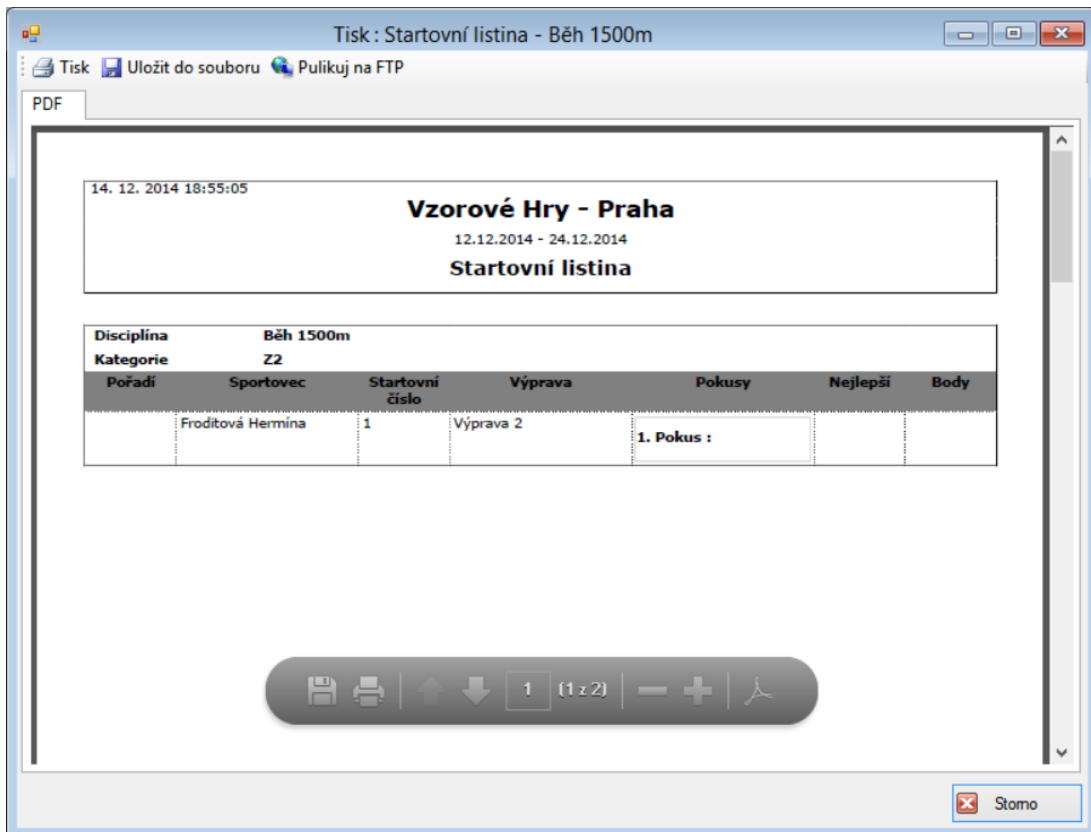 Tisk : Startovní listina - Běh 1500m
Tisk Uložit do souboru Pulikuj na FTP
PDF
14. 12. 2014 18:55:05
Vzorové Hry - Praha
12.12.2014 - 24.12.2014
Startovní listina
Disciplína Běh 1500m
Kategorie Z2
Pořadí Sportovec Startovní číslo Výprava Pokusy Nejlepší Body
Froditová Hermína 1 Výprava 2 1. Pokus :
1 (1 z 2)
Storno